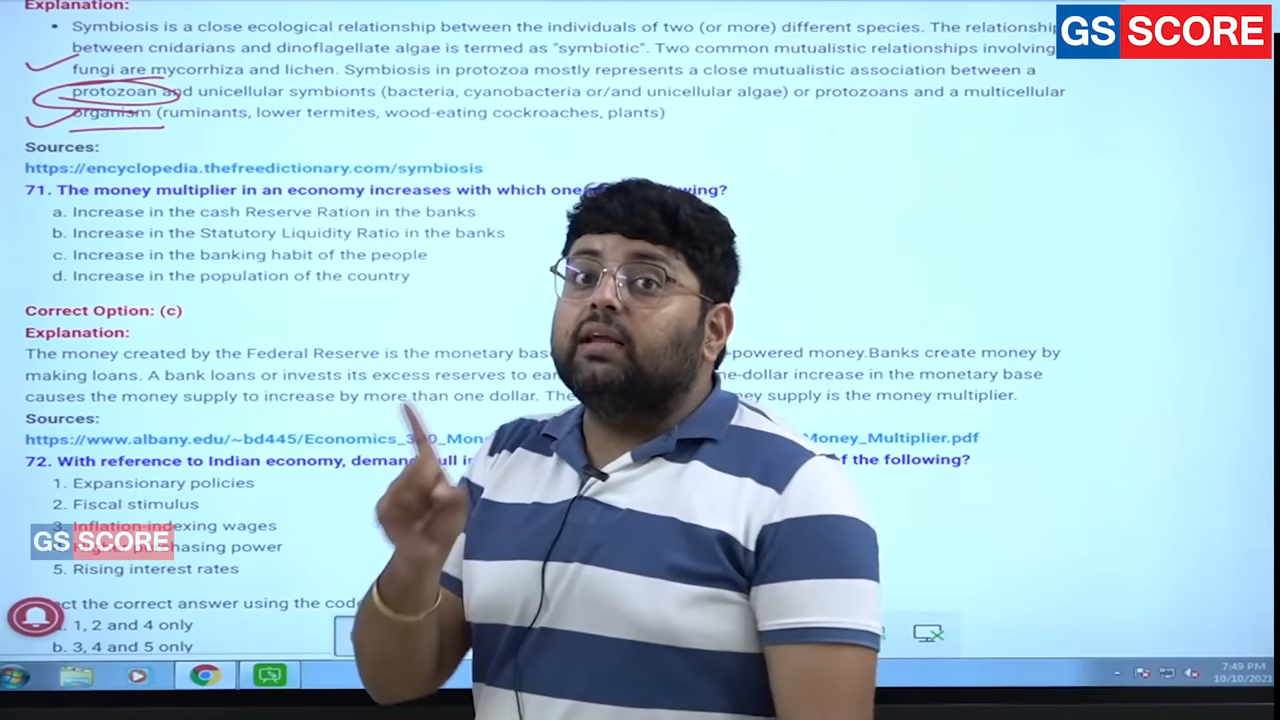 Explanation:
• Symbiosis is a close ecological relationship between the individuals of two (or more) different species. The relationship
between cnidarians and dinoflagellate algae is termed as "symbiotic". Two common mutualistic relationships involving
fungi are mycorrhiza and lichen. Symbiosis in protozoa mostly represents a close mutualistic association between a
protozoan and unicellular symbionts (bacteria, cyanobacteria or/and unicellular algae) or protozoans and a multicellular
organism (ruminants, lower termites, wood-eating cockroaches, plants)
GS SCORE
Sources:
https://encyclopedia.thefreedictionary.com/symbiosis
71. The money multiplier in an economy increases with which one
a. Increase in the cash Reserve Ration in the banks
b. Increase in the Statutory Liquidity Ratio in the banks
c. Increase in the banking habit of the people
d. Increase in the population of the country
Correct Option: (c)
Explanation:
The money created by the Federal Reserve is the monetary -powered money.Banks create money by
making loans. A bank loans or invests its excess reserves to -dollar increase in the monetary base
causes the money supply to increase by more than one dollar. supply is the money multiplier.
Sources:
https://www.albany.edu/~bd445/Economics_ Money_Multiplier.pdf
72. With reference to Indian economy, of the following?
1. Expansionary policies
2. Fiscal stimulus
3. Inflation-indexing wages
purchasing power
5. Rising interest rates
GS SCORE
the correct answer using the
1, 2 and 4 only
b. 3, 4 and 5 only
7:49 PM
10/10/2021